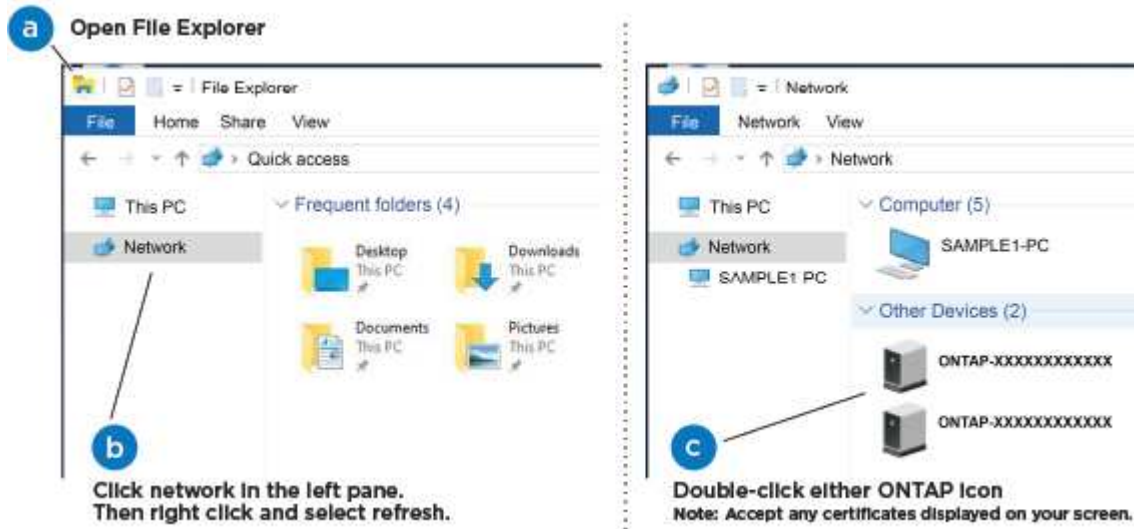 a
Open File Explorer
File Explorer
File Home Share View
Quick access
This PC
Network
Frequent folders (4)
Desktop
This PC
Downloads
This PC
Documents
This PC
Pictures
This PC
b
Click network in the left pane.
Then right click and select refresh.
Network
File Network View
Network
This PC
Network
SAMPLE1 PC
Computer (5)
SAMPLE1-PC
Other Devices (2)
ONTAP-XXXXXXXXXXXX
ONTAP-XXXXXXXXXXXX
c
Double-click either ONTAP icon
Note: Accept any certificates displayed on your screen.